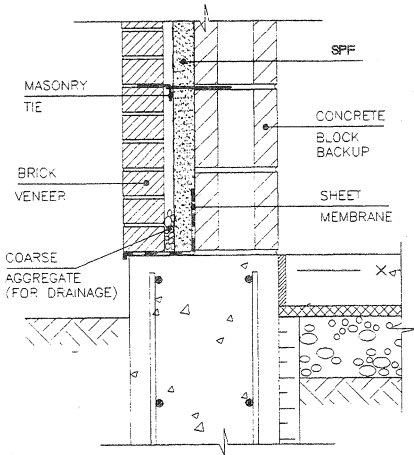 SPF
MASONRY
TIE
CONCRETE
BLOCK
BACKUP
BRICK
VENEER
SHEET
MEMBRANE
COARSE
AGGREGATE
(FOR DRAINAGE)